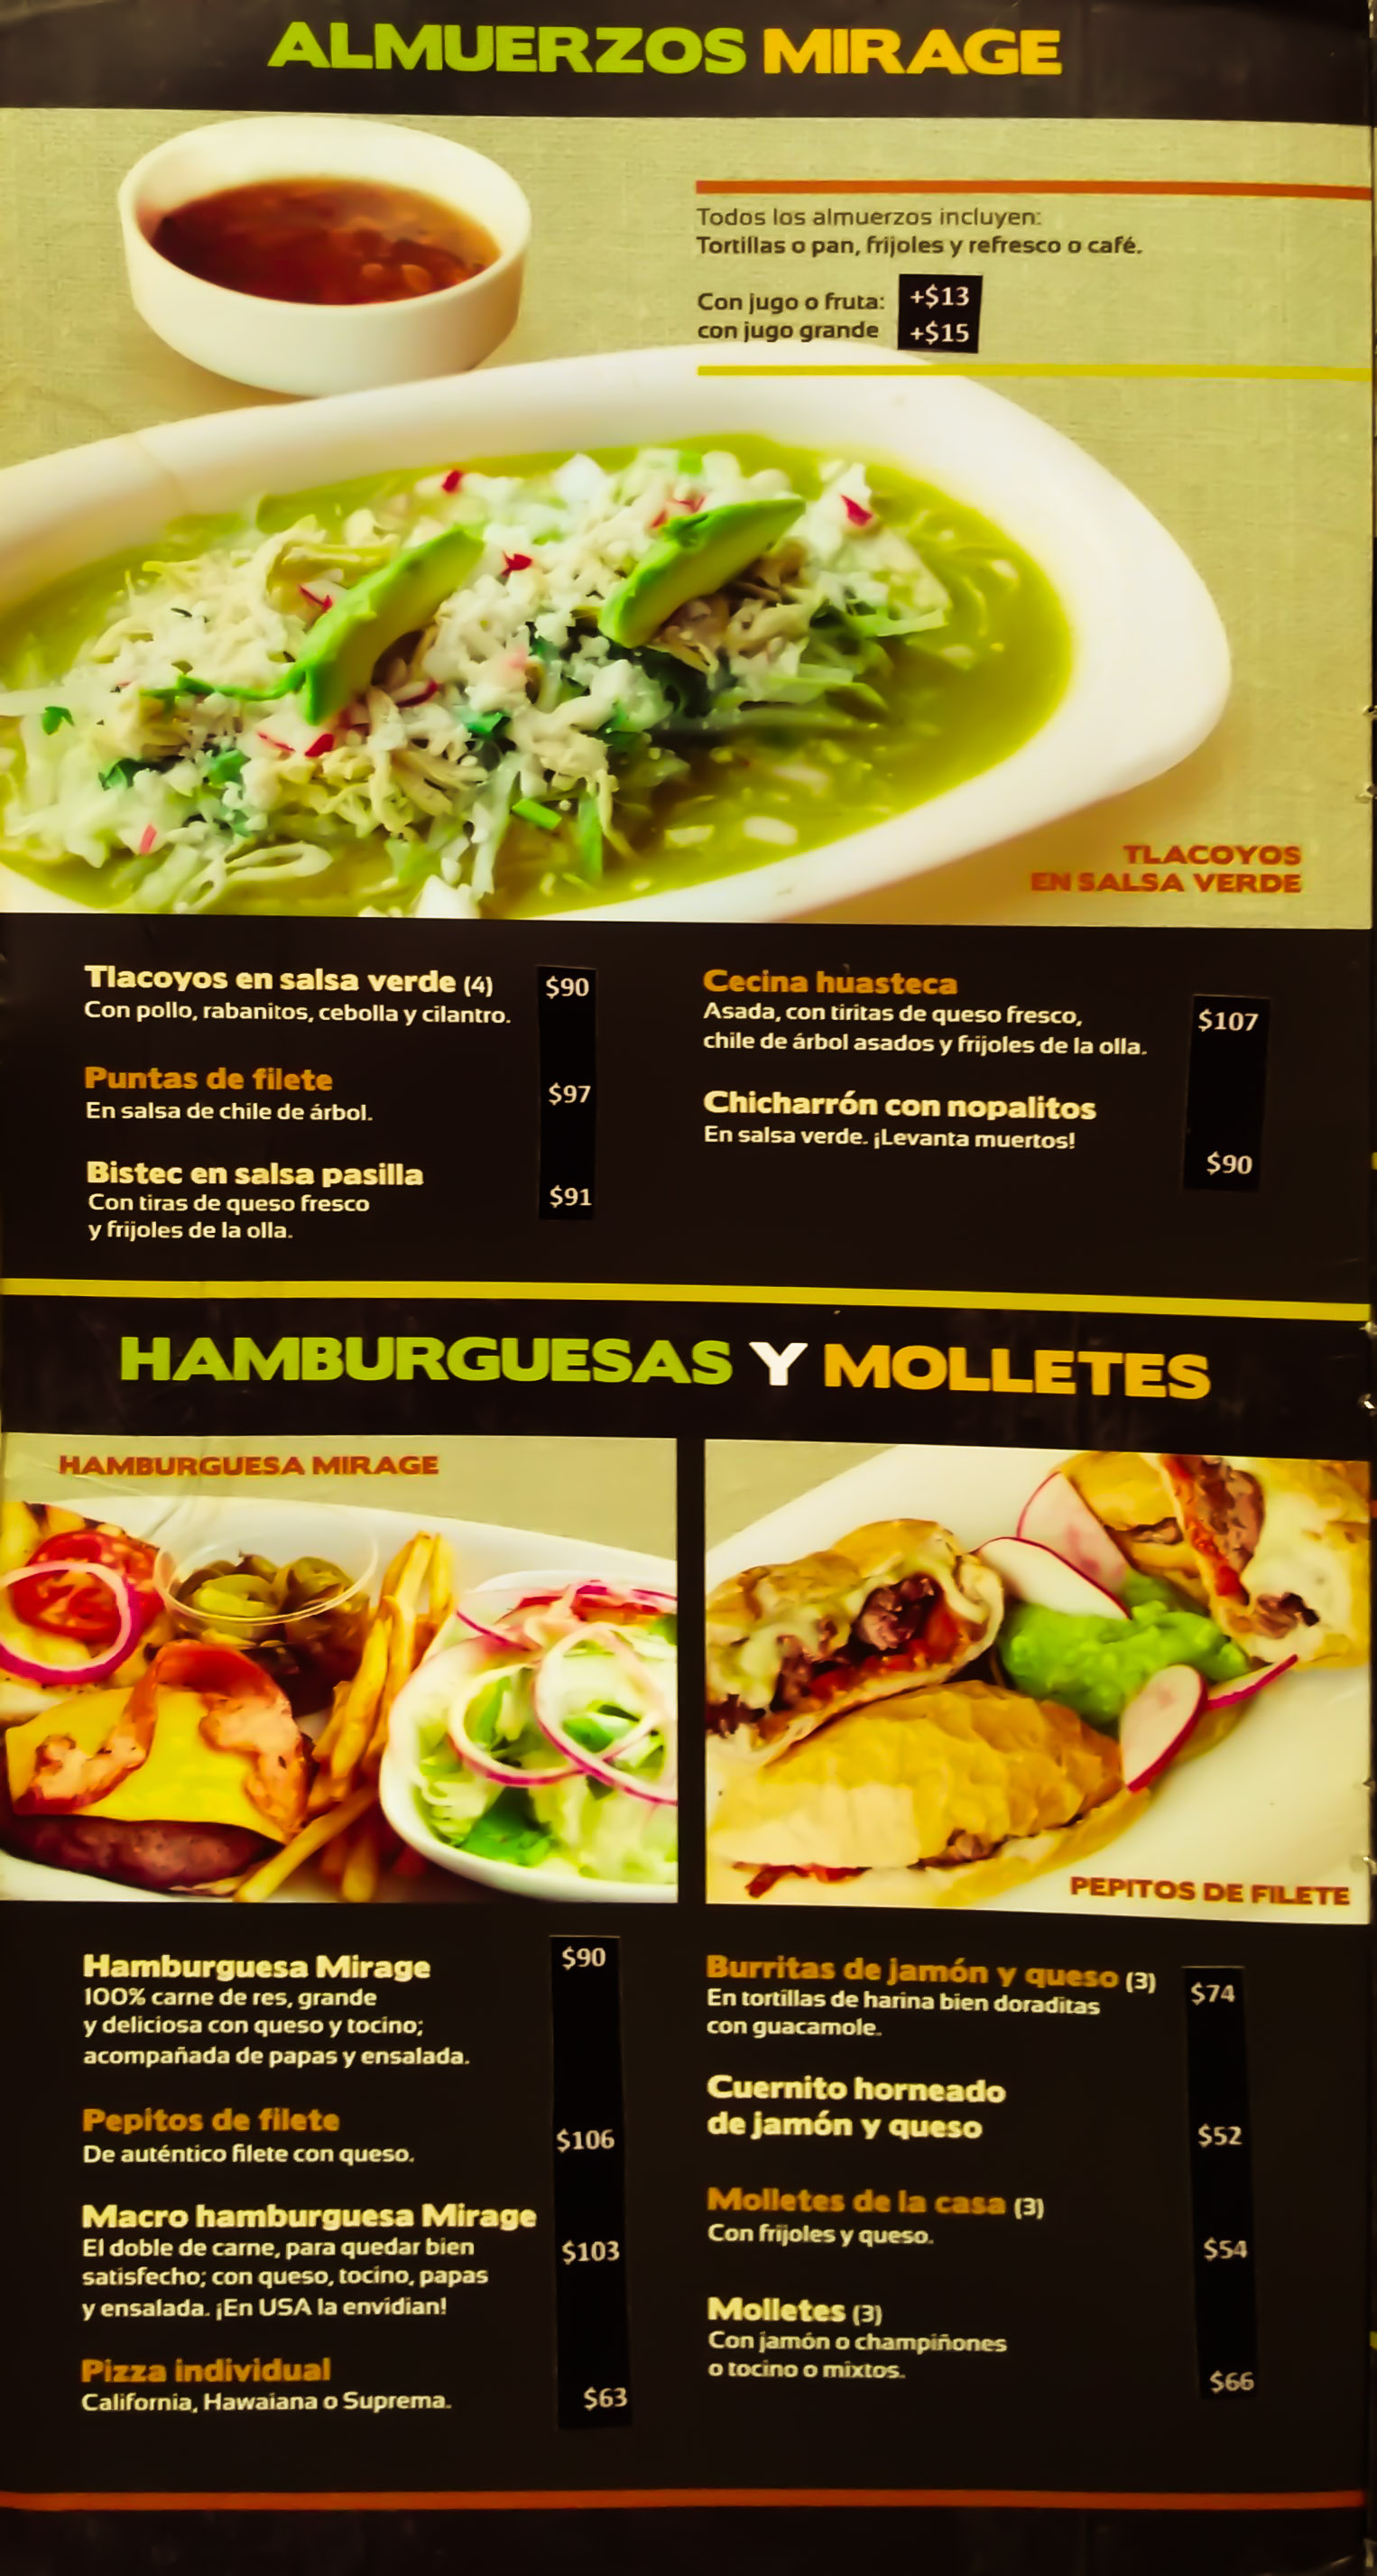 ALMUERZOS MIRAGE
Todos los almuerzos incluyen:
Tortillas o pan, frijoles y refresco o café.
Con jugo o fruta: +$13
con jugo grande +$15
TLACOYOS
EN SALSA VERDE
Tlacoyos en salsa verde (4) $90
Con pollo, rabanitos, cebolla y cilantro.
Puntas de filete $97
En salsa de chile de árbol.
Bistec en salsa pasilla $91
Con tiras de queso fresco
y frijoles de la olla.
Cecina huasteca $107
Asada, con tiritas de queso fresco,
chile de árbol asados y frijoles de la olla.
Chicharrón con nopalitos
En salsa verde. ¡Levanta muertos!
$90
HAMBURGUESAS Y MOLLETES
HAMBURGUESA MIRAGE
PEPITOS DE FILETE
Hamburguesa Mirage $90
100% carne de res, grande
y deliciosa con queso y tocino;
acompañada de papas y ensalada.
Pepitos de filete $106
De auténtico filete con queso.
Macro hamburguesa Mirage
El doble de carne, para quedar bien $103
satisfecho; con queso, tocino, papas
y ensalada. ¡En USA la envidian!
Pizza individual
California, Hawaiana o Suprema. $63
Burritas de jamón y queso (3) $74
En tortillas de harina bien doraditas
con guacamole.
Cuernito horneado
de jamón y queso $52
Molletes de la casa (3)
Con frijoles y queso. $54
Molletes (3)
Con jamón o champiñones
o tocino o mixtos. $66